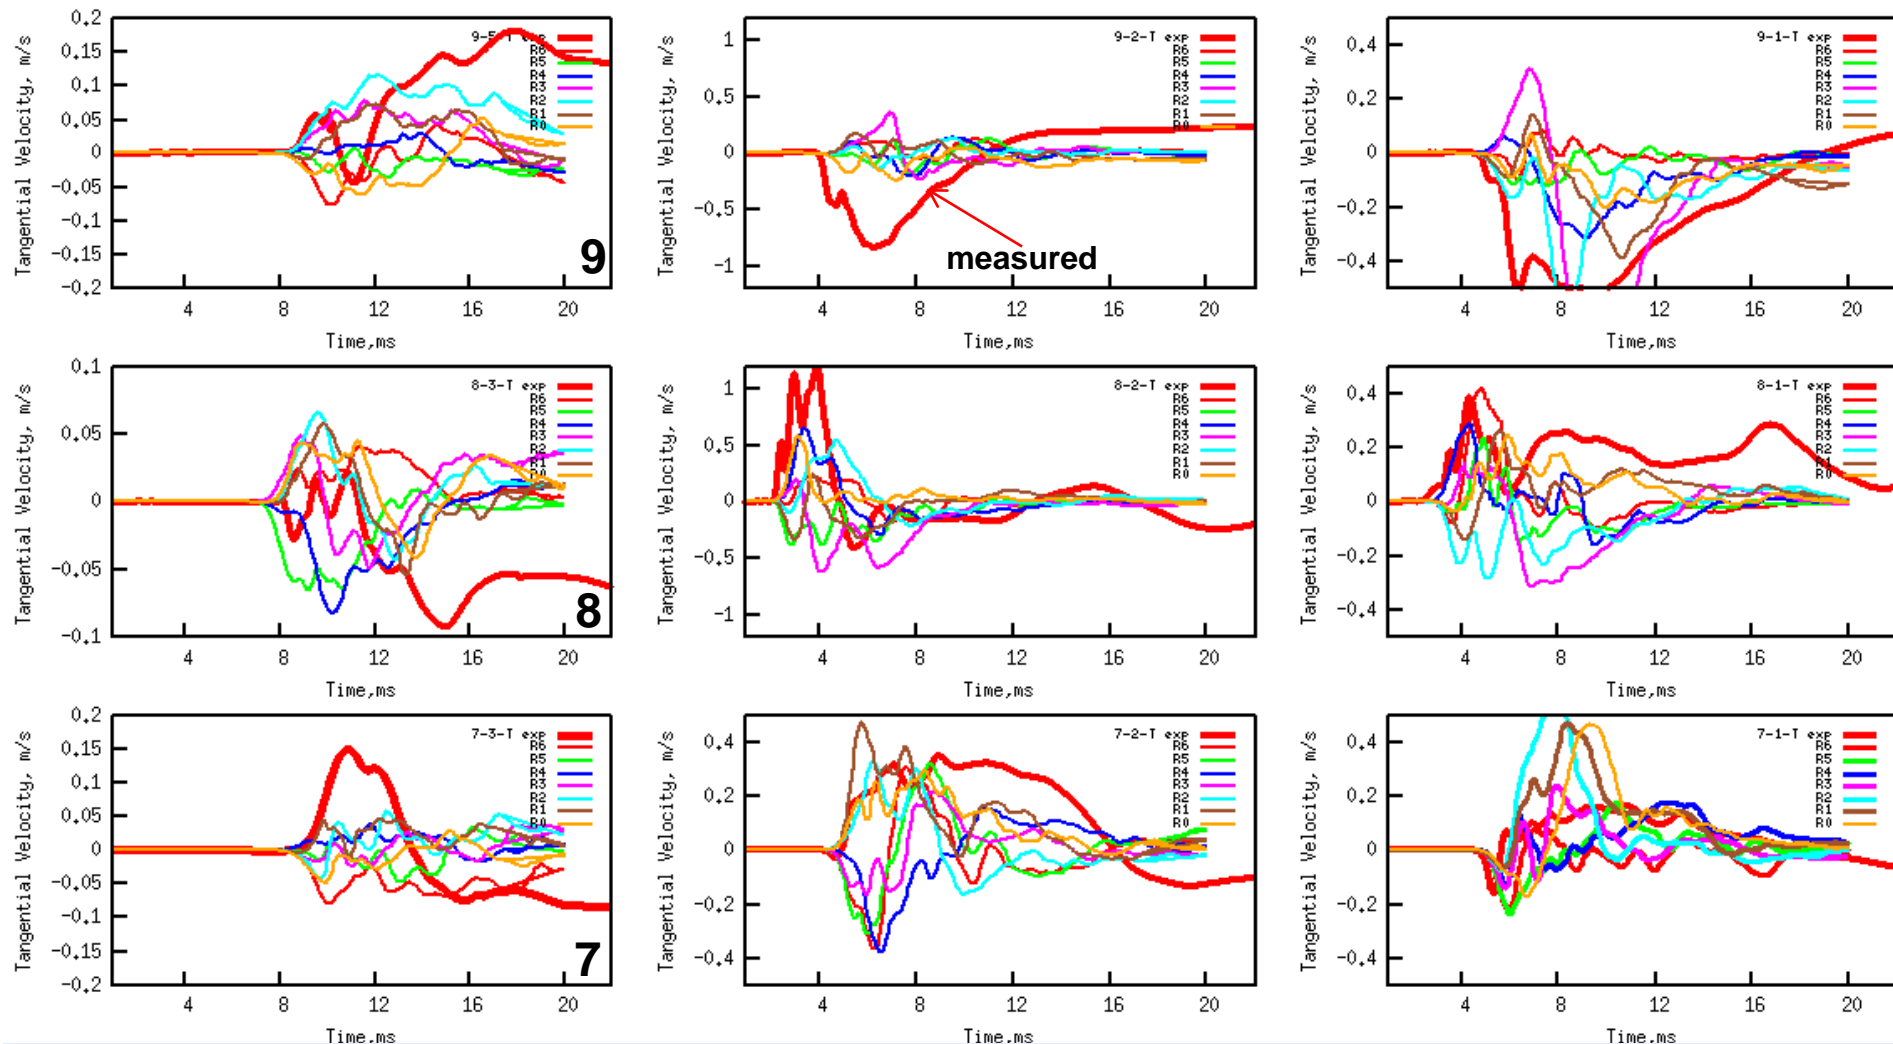 Tangential Velocity, m/s
0.2
0.15
0.1
0.05
0
-0.05
-0.1
-0.15
-0.2
9-5-T exp
R6
R5
R4
R3
R2
R1
R0
9
4 8 12 16 20
Time,ms
Tangential Velocity, m/s
1
0.5
0
-0.5
-1
9-2-T exp
R6
R5
R4
R3
R2
R1
R0
measured
4 8 12 16 20
Time,ms
Tangential Velocity, m/s
0.4
0.2
0
-0.2
-0.4
9-1-T exp
R6
R5
R4
R3
R2
R1
R0
4 8 12 16 20
Time,ms
Tangential Velocity, m/s
0.1
0.05
0
-0.05
-0.1
8-3-T exp
R6
R5
R4
R3
R2
R1
R0
8
4 8 12 16 20
Time,ms
Tangential Velocity, m/s
1
0.5
0
-0.5
-1
8-2-T exp
R6
R5
R4
R3
R2
R1
R0
4 8 12 16 20
Time,ms
Tangential Velocity, m/s
0.4
0.2
0
-0.2
-0.4
8-1-T exp
R6
R5
R4
R3
R2
R1
R0
4 8 12 16 20
Time,ms
Tangential Velocity, m/s
0.2
0.15
0.1
0.05
0
-0.05
-0.1
-0.15
-0.2
7-3-T exp
R6
R5
R4
R3
R2
R1
R0
7
4 8 12 16 20
Time,ms
Tangential Velocity, m/s
0.4
0.2
0
-0.2
-0.4
7-2-T exp
R6
R5
R4
R3
R2
R1
R0
4 8 12 16 20
Time,ms
Tangential Velocity, m/s
0.4
0.2
0
-0.2
-0.4
7-1-T exp
R6
R5
R4
R3
R2
R1
R0
4 8 12 16 20
Time,ms